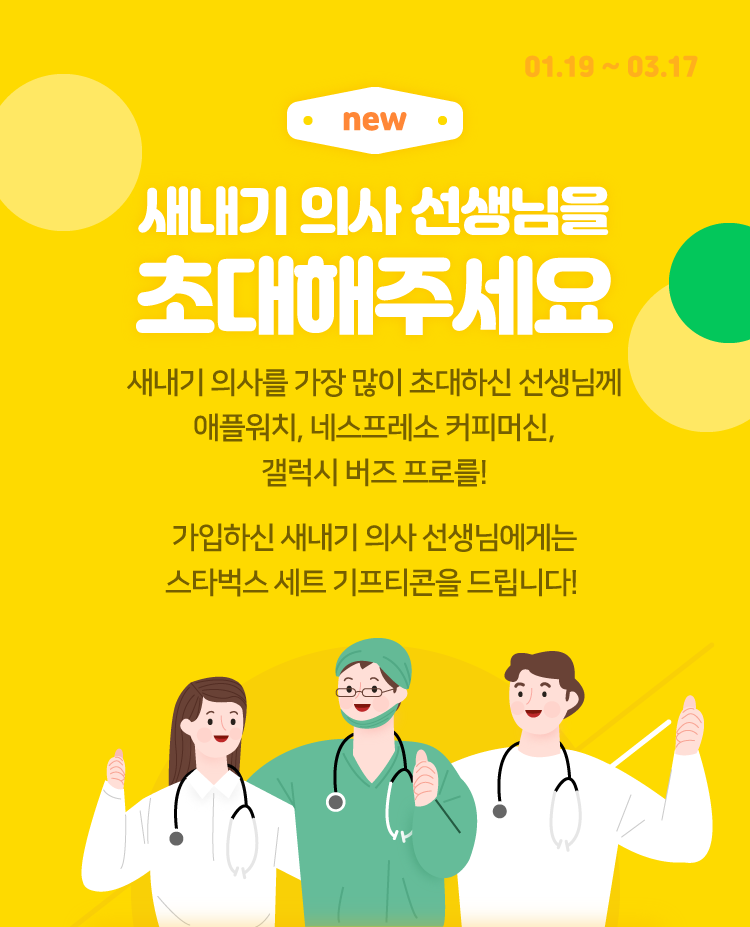 01.19 ~ 03.17
new
새내기 의사 선생님을
초대해주세요
새내기 의사를 가장 많이 초대하신 선생님께
애플워치, 네스프레소 커피머신,
갤럭시 버즈 프로를!
가입하신 새내기 의사 선생님에게는
스타벅스 세트 기프티콘을 드립니다!